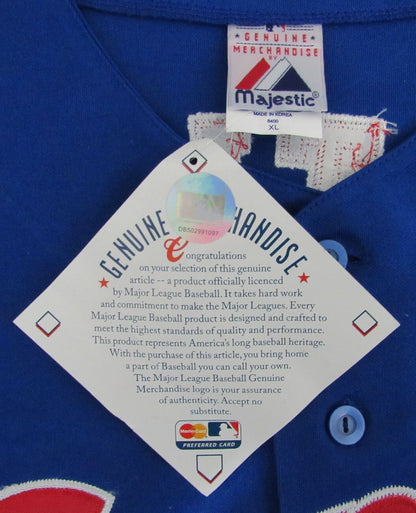 GENUINE
MERCHANDISE
BY
Majestic®
MADE IN KOREA
8400
XL
GENUINE MERCHANDISE
DB502991097
Congratulations
on your selection of this genuine
article -- a product officially licenced
by Major League Baseball. It takes hard work
and commitment to make the Major Leagues. Every
Major League Baseball product is designed and crafted to
meet the highest standards of quality and performance.
This product represents America's long baseball heritage.
With the purchase of this article, you bring home
a part of Baseball you can call your own.
The Major League Baseball Genuine
Merchandise logo is your assurance
of authenticity. Accept no
substitute.
MasterCard
PREFERRED CARD